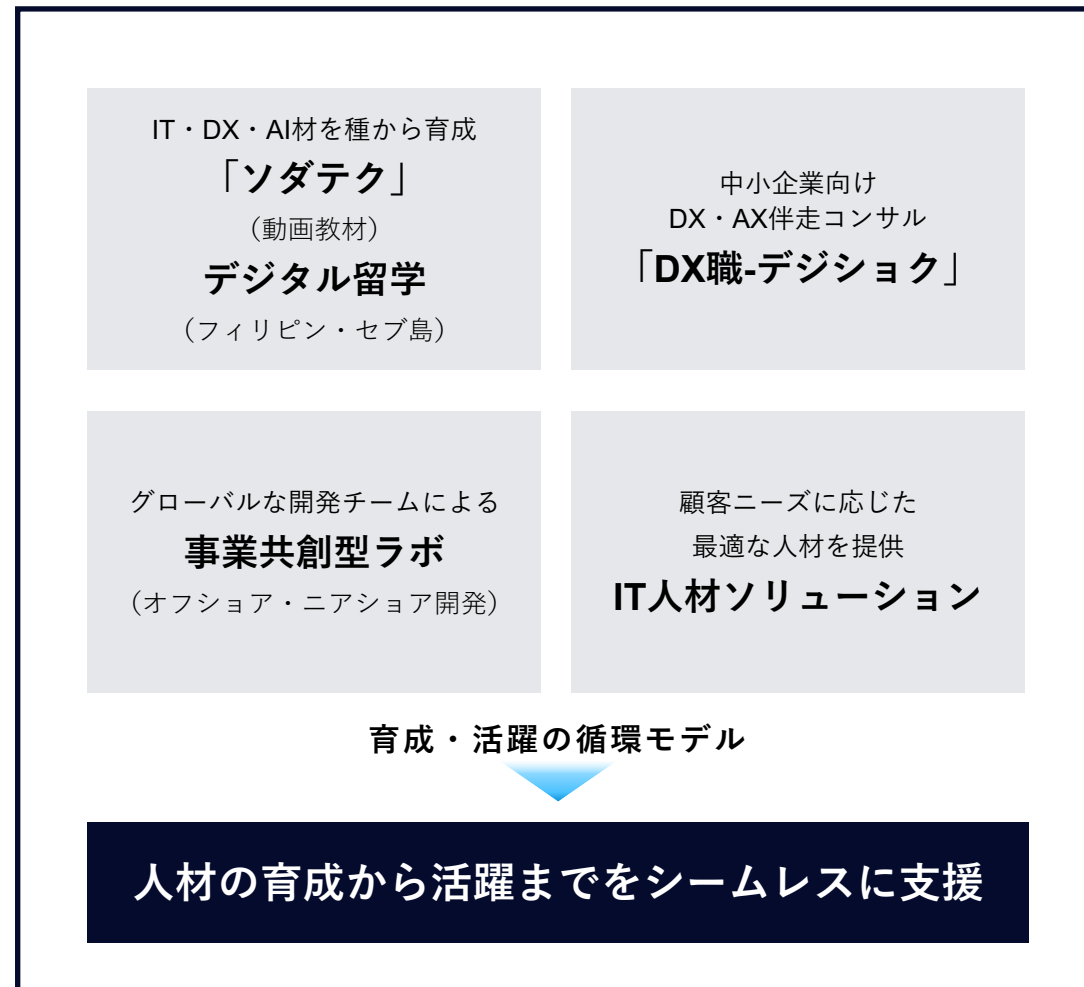 IT・DX・AI材を種から育成
「ソダテク」
（動画教材）
デジタル留学
（フィリピン・セブ島）
中小企業向け
DX・AX伴走コンサル
「DX職-デジショク」
グローバルな開発チームによる
事業共創型ラボ
（オフショア・ニアショア開発）
顧客ニーズに応じた
最適な人材を提供
IT人材ソリューション
育成・活躍の循環モデル
人材の育成から活躍までをシームレスに支援